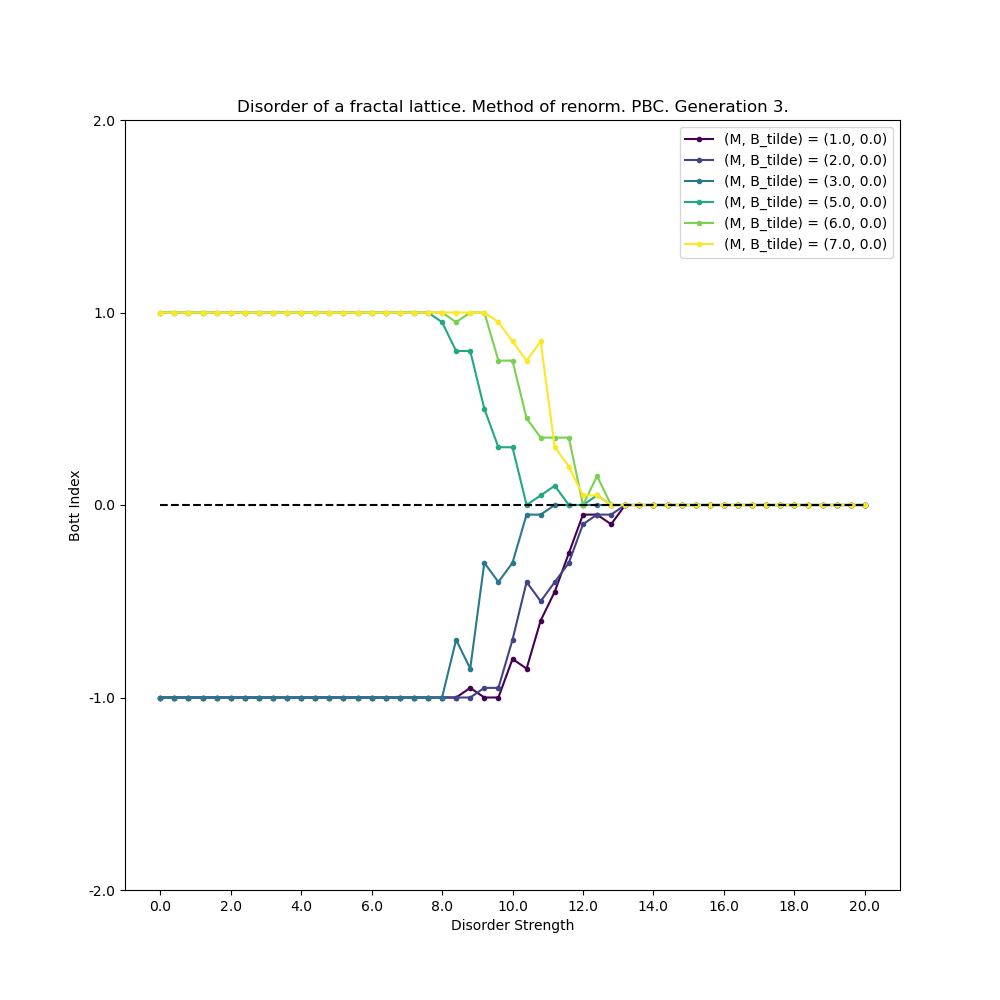 Disorder of a fractal lattice. Method of renorm. PBC. Generation 3.
2.0
1.0
0.0
-1.0
-2.0
Bott Index
(M, B_tilde) = (1.0, 0.0)
(M, B_tilde) = (2.0, 0.0)
(M, B_tilde) = (3.0, 0.0)
(M, B_tilde) = (5.0, 0.0)
(M, B_tilde) = (6.0, 0.0)
(M, B_tilde) = (7.0, 0.0)
0.0 2.0 4.0 6.0 8.0 10.0 12.0 14.0 16.0 18.0 20.0
Disorder Strength